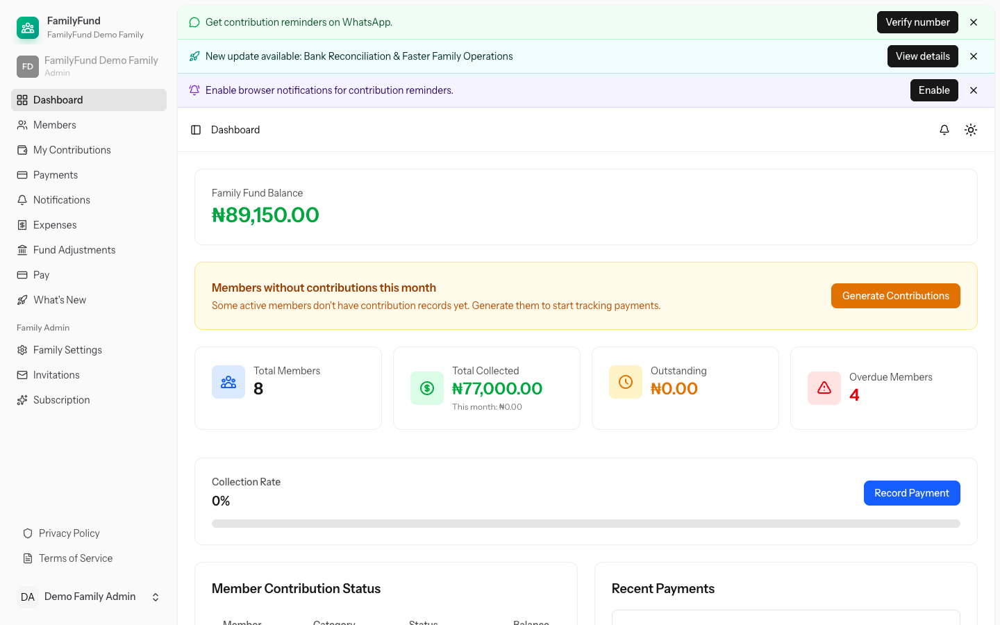 FamilyFund
FamilyFund Demo Family
FD
FamilyFund Demo Family
Admin
Dashboard
Members
My Contributions
Payments
Notifications
Expenses
Fund Adjustments
Pay
What's New
Family Admin
Family Settings
Invitations
Subscription
Privacy Policy
Terms of Service
DA
Demo Family Admin
Get contribution reminders on WhatsApp.
Verify number
New update available: Bank Reconciliation & Faster Family Operations
View details
Enable browser notifications for contribution reminders.
Enable
Dashboard
Family Fund Balance
₦89,150.00
Members without contributions this month
Some active members don't have contribution records yet. Generate them to start tracking payments.
Generate Contributions
Total Members
8
Total Collected
₦77,000.00
This month: ₦0.00
Outstanding
₦0.00
Overdue Members
4
Collection Rate
0%
Record Payment
Member Contribution Status
Member Category Status Balance
Recent Payments